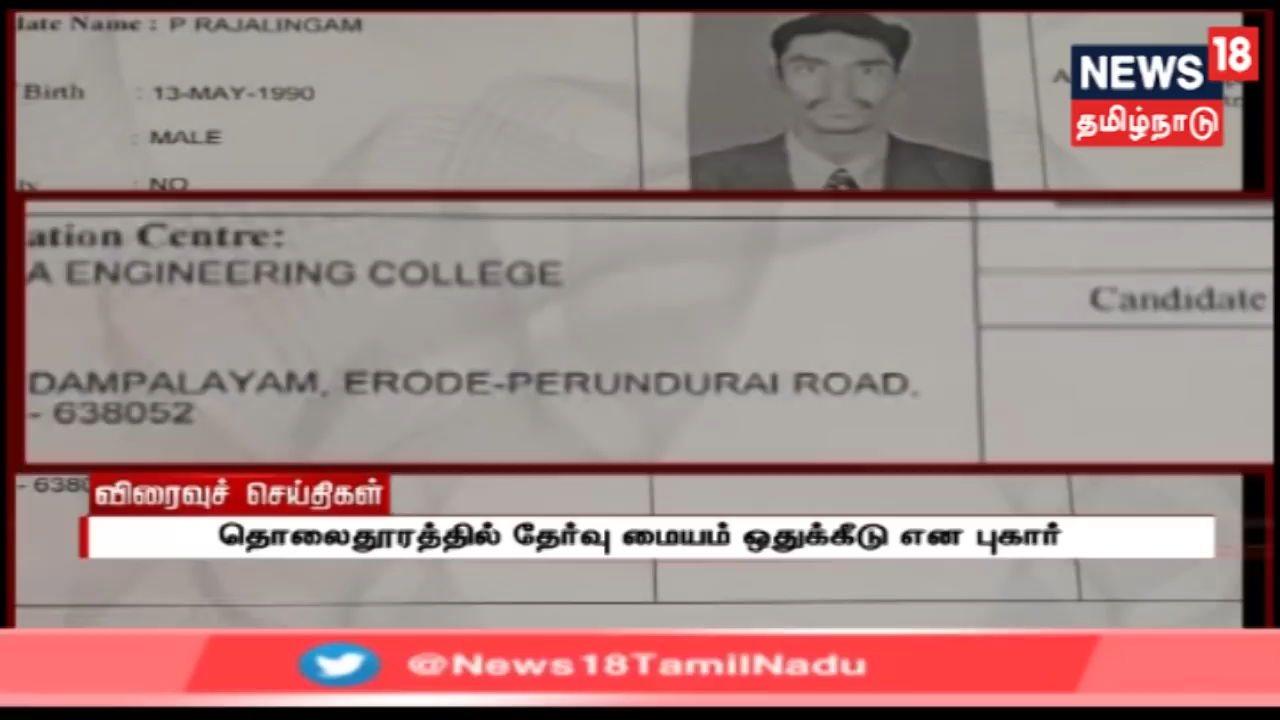 late Name : P RAJALINGAM
Birth : 13-MAY-1990
: MALE
: NO
NEWS 18
தமிழ்நாடு
ation Centre:
A ENGINEERING COLLEGE
Candidate
DAMPALAYAM, ERODE-PERUNDURAI ROAD,
- 638052
- 6380
விரைவுச் செய்திகள்
தொலைதூரத்தில் தேர்வு மையம் ஒதுக்கீடு என புகார்
@News18TamilNadu